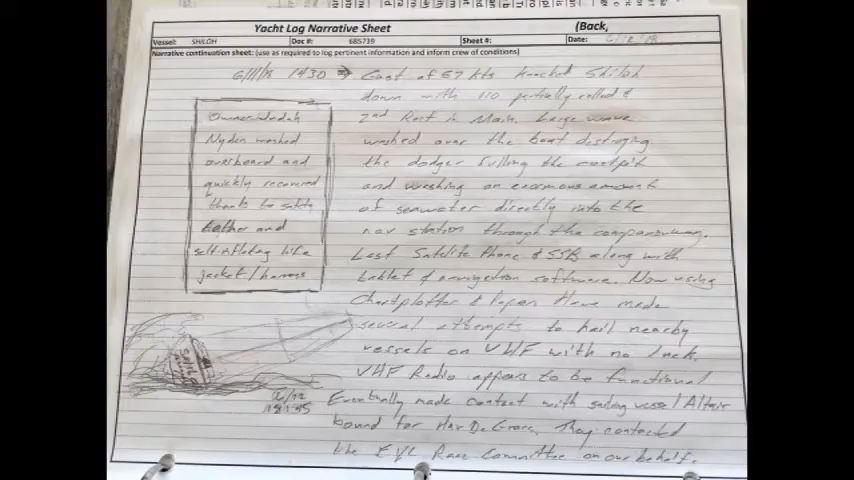 Yacht Log Narrative Sheet (Back,
Vessel: SHILOH Doc #: 685739 Sheet #: Date:
Narrative continuation sheet: (use as required to log pertinent information and inform crew of conditions)
6/11/18 1430 → Gust of 57 kts knocked Shiloh
down with 110 partially rolled &
2nd Reef in Main. Large wave
washed over the boat destroying
the dodger filling the cockpit
and washing an enormous amount
of seawater directly into the
nav station through the companionway.
Lost Satelite Phone & SSB along with
tablet & navigation software. Now using
Chartplotter & Paper. Have made
several attempts to hail nearby
vessels on VHF with no luck.
VHF Radio appears to be functional
Owner
Nyden washed
overboard and
quickly recovered
thanks to safety
tether and
self-inflating life
jacket/harness
6/12
Eventually made contact with sailing vessel Altair
bound for Hav De Grace. They contacted
the Race Committee on our behalf.